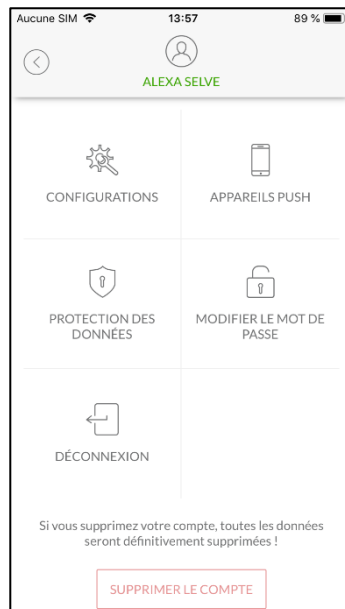 Aucune SIM 13:57 89 %
ALEXA SELVE
CONFIGURATIONS
APPAREILS PUSH
PROTECTION DES
DONNÉES
MODIFIER LE MOT DE
PASSE
DÉCONNEXION
Si vous supprimez votre compte, toutes les données
seront définitivement supprimées !
SUPPRIMER LE COMPTE